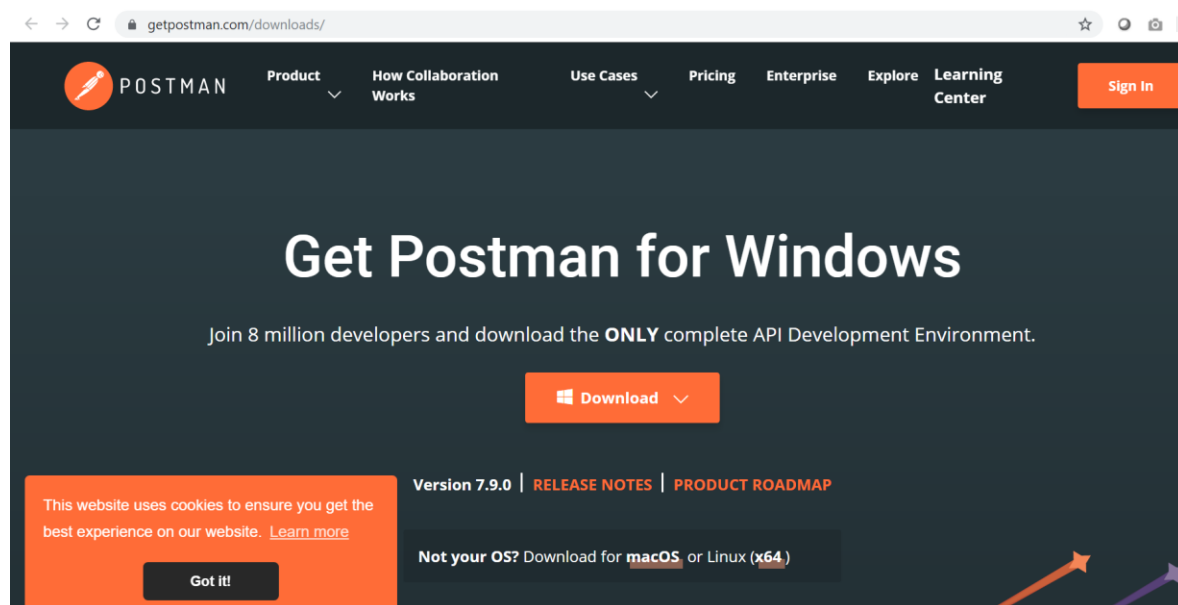 getpostman.com/downloads/
POSTMAN
Product
How Collaboration
Works
Use Cases
Pricing
Enterprise
Explore
Learning
Center
Sign In
Get Postman for Windows
Join 8 million developers and download the ONLY complete API Development Environment.
Download
Version 7.9.0 | RELEASE NOTES | PRODUCT ROADMAP
This website uses cookies to ensure you get the
best experience on our website. Learn more
Got it!
Not your OS? Download for macOS or Linux (x64 )